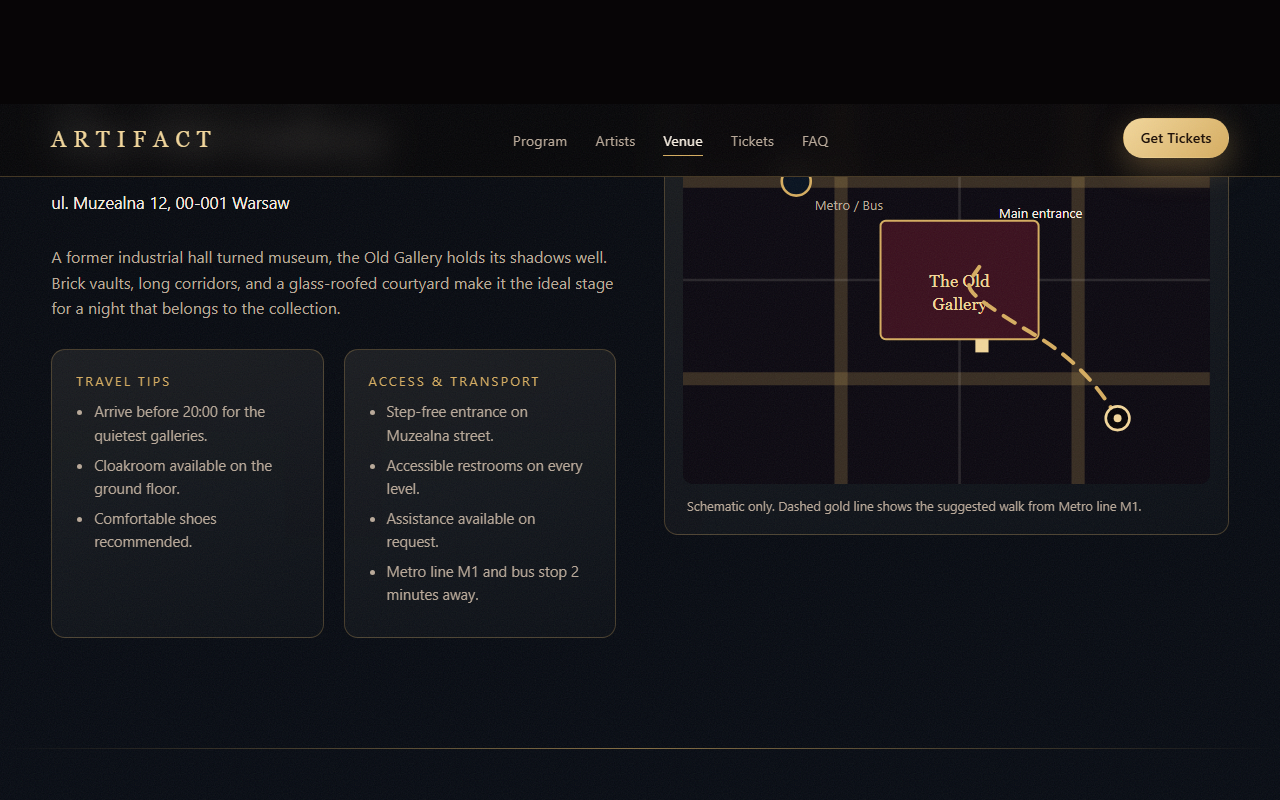 ARTIFACT
Program
Artists
Venue
Tickets
FAQ
Get Tickets
ul. Muzealna 12, 00-001 Warsaw
A former industrial hall turned museum, the Old Gallery holds its shadows well.
Brick vaults, long corridors, and a glass-roofed courtyard make it the ideal stage
for a night that belongs to the collection.
TRAVEL TIPS
Arrive before 20:00 for the
quietest galleries.
Cloakroom available on the
ground floor.
Comfortable shoes
recommended.
ACCESS & TRANSPORT
Step-free entrance on
Muzealna street.
Accessible restrooms on every
level.
Assistance available on
request.
Metro line M1 and bus stop 2
minutes away.
Metro / Bus
Main entrance
The Old
Gallery
Schematic only. Dashed gold line shows the suggested walk from Metro line M1.